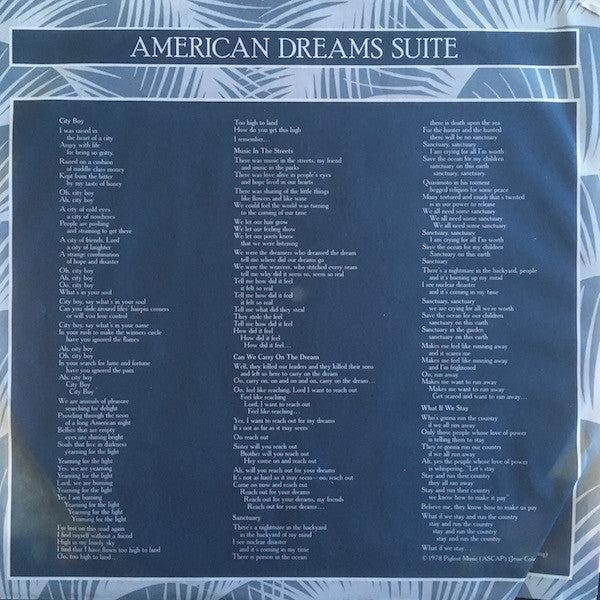 AMERICAN DREAMS SUITE
City Boy
I was raised in
the heart of a city
Angry with life
for being so gutty,
Raised on a cushion
of middle class money
Kept from the bitter
by my taste of honey
Oh, city boy
Ah, city boy
A city of cold eyes
a city of nowheres
People are pushing
and straining to get there
A city of friends, Lord
a city of laughter
A strange combination
of hope and disaster
Oh, city boy
Ah, city boy
Oo, city boy
What's in your soul
City boy, say what's in your soul
Can you slide around lifes' hairpin corners
or will you lose control
City boy, say what's in your name
In your rush to make the winners circle
have you ignored the flames
Ah, city boy
Oh, city boy
In your search for fame and fortune
have you ignored the pain
Ah, city boy
City Boy
City Boy
We are animals of pleasure
searching for delight
Prowling through the neon
of a long American night
Bellies that are empty
eyes are shining bright
Souls that live in darkness
yearning for the light
Yearning for the light
Yes, we are yearning
Yearning for the light
Lord, we are burning
Yearning for the light
Yes I am burning
Yearning for the light
Yearning for the light
Yearning for the light
I'm lost on this road again
I find myself without a friend
High in my lonely sky
I find that I have flown too high to land
Oo, too high to land...
Too high to land
How do you get this high
I remember...
Music In The Streets
There was music in the streets, my friend
and music in the parks
There was love alive in people's eyes
and hope lived in our hearts
There was sharing of the little things
like flowers and like wine
We could feel the world was turning
to the coming of our time
We let our hair grow
We let our feeling show
We let our poets know
that we were listening
We were the dreamers who dreamed the dream
tell me where did our dreams go
We were the weavers, who stitched every seam
tell me why did it seem so, seem so real
Tell me how did it feel
it felt so real
Tell me how did it feel
it felt so real
Tell me what did they steal
They stole the feel
Tell me how did it feel
How did it feel
How did it feel
How did it feel...
Can We Carry On The Dream
Well, they killed our leaders and they killed their sons
and left us here to carry on the dream
Oo, carry on, on and on and on, carry on the dream...
Oo, feel like reaching, Lord I want to reach out
Feel like reaching
Lord, I want to reach out
Feel like reaching...
Yes, I want to reach out for my dreams
It's not as far as it may seem
Oo reach out
Sister will you reach out
Brother will you reach out
Hey come on and reach out
Ah, will you reach out for your dreams
It's not as hard as it may seem—oo, reach out
Come on now and reach out
Reach out for your dreams
Reach out for your dreams, my friends
Reach out for your dreams...
Sanctuary
There's a nightmare in the backyard
in the backyard of my mind
I see nuclear disaster
and it's coming in my time
There is poison in the ocean
there is death upon the sea
For the hunter and the hunted
there will be no sanctuary
Sanctuary, sanctuary
I am crying for all I'm worth
Save the ocean for my children
sanctuary on this earth
sanctuary, sanctuary,
Quasimoto in his torment
begged religion for some peace
Many tortured and much that's twisted
is in our power to release
We all need some sanctuary
We all need some sanctuary
We all need some sanctuary
Sanctuary, sanctuary
I am crying for all I'm worth
Save the ocean for my children
Sanctuary on this earth
Sanctuary
There's a nightmare in the backyard, people
and it's burning up my mind
I see nuclear disaster
and it's coming in my time
Sanctuary, sanctuary
we are crying for all we're worth
Save the ocean for our children
sanctuary on this earth
Sanctuary in the garden
sanctuary on this earth
Makes me feel like running away
and it scares me
Makes me feel like running away
and I'm frightened
Oo, run away
Makes me want to run away
Makes me want to run away
Get scared and want to run away...
What If We Stay
Who's gonna run the country
if we all run away
Only those people whose love of power
is telling them to stay
They're gonna run our country
if we all run away
Ah, yes the people whose love of power
is whispering, "Let's stay
Stay and run their country
they all ran away
Stay and run their country
we know how to make it pay"
Believe me, they know how to make us pay
What if we stay and run the country
stay and run the country
stay and run the country
stay and run the country
What if we stay...
© 1978 Pigfoot Music (ASCAP) (Jesse Colin Young)